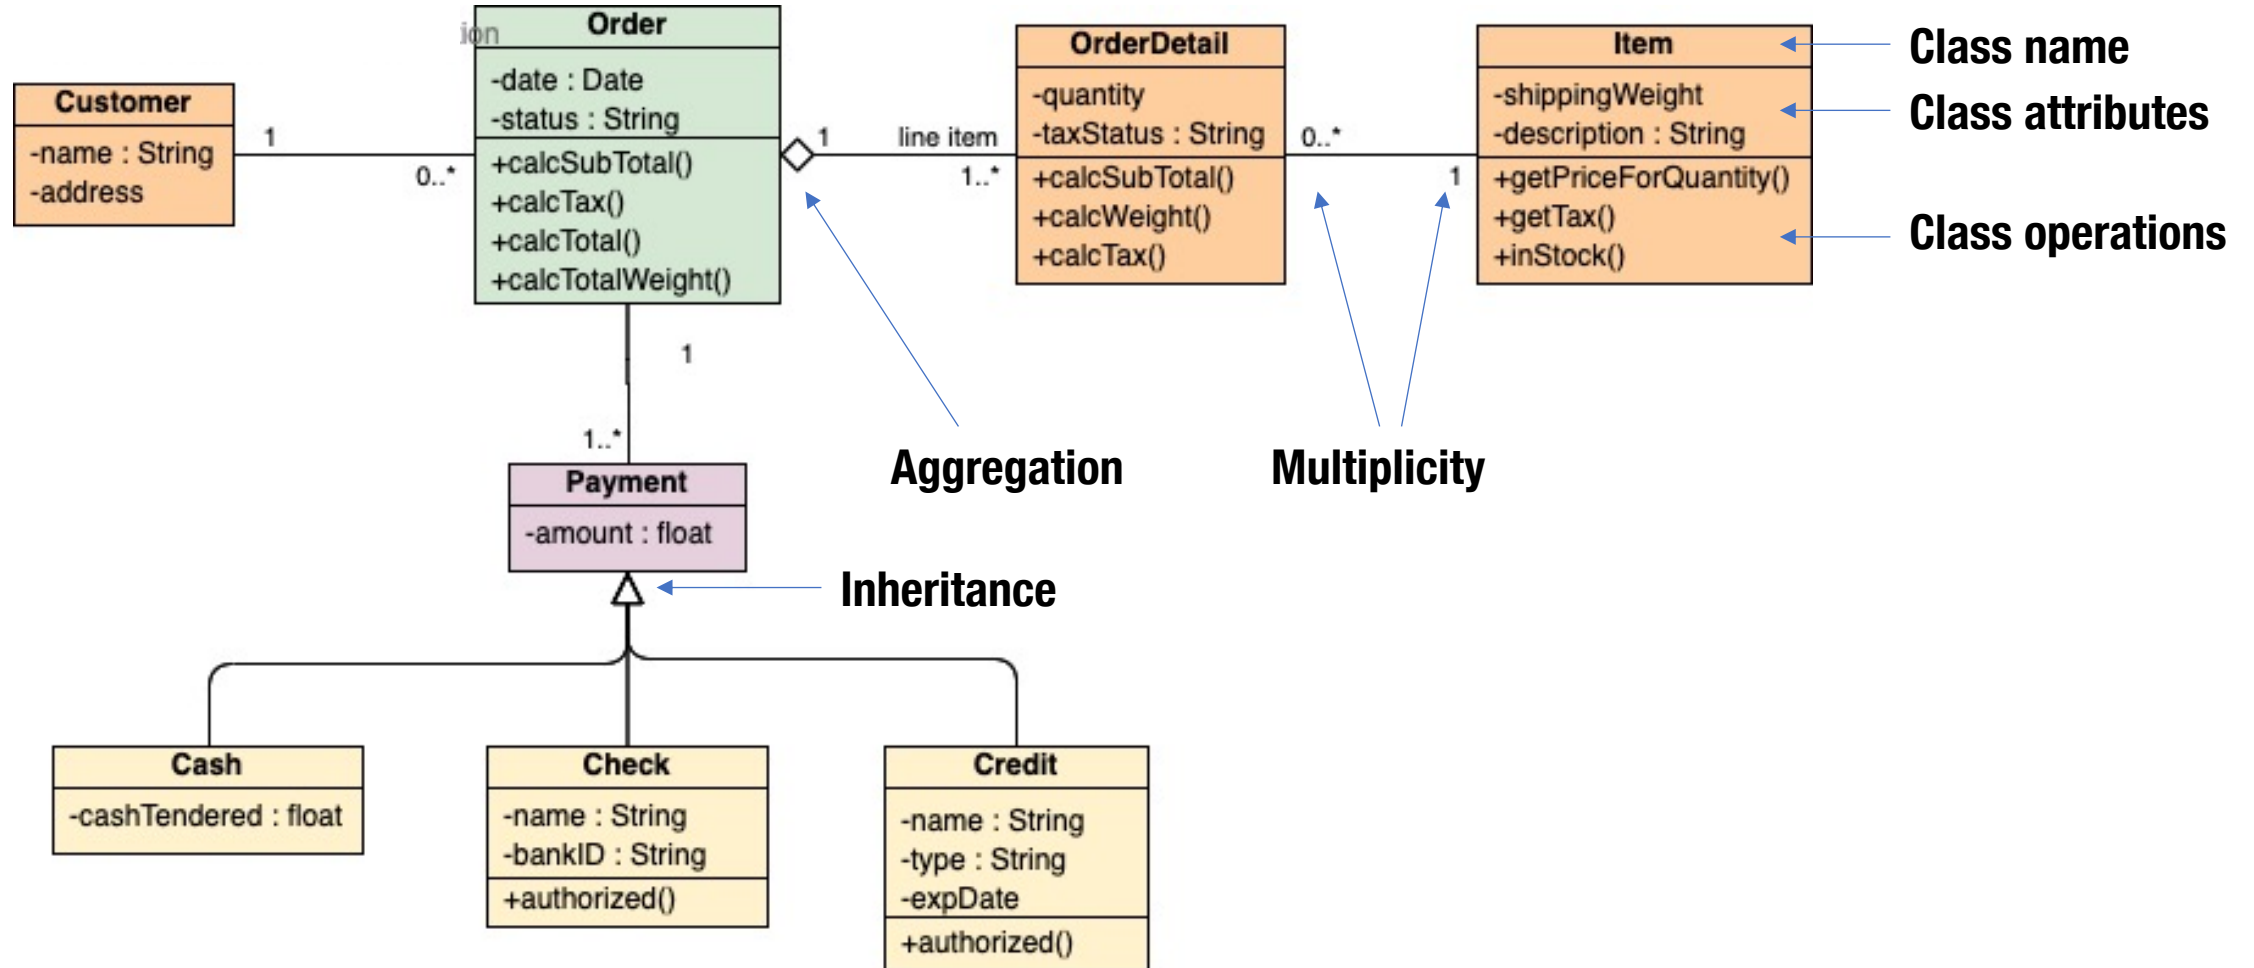 ion
Customer
-name : String
-address
1
0..*
Order
-date : Date
-status : String
+calcSubTotal()
+calcTax()
+calcTotal()
+calcTotalWeight()
1
line item
1..*
OrderDetail
-quantity
-taxStatus : String
+calcSubTotal()
+calcWeight()
+calcTax()
0..*
1
Item
-shippingWeight
-description : String
+getPriceForQuantity()
+getTax()
+inStock()
Class name
Class attributes
Class operations
1
1..*
Aggregation
Multiplicity
Payment
-amount : float
Inheritance
Cash
-cashTendered : float
Check
-name : String
-bankID : String
+authorized()
Credit
-name : String
-type : String
-expDate
+authorized()